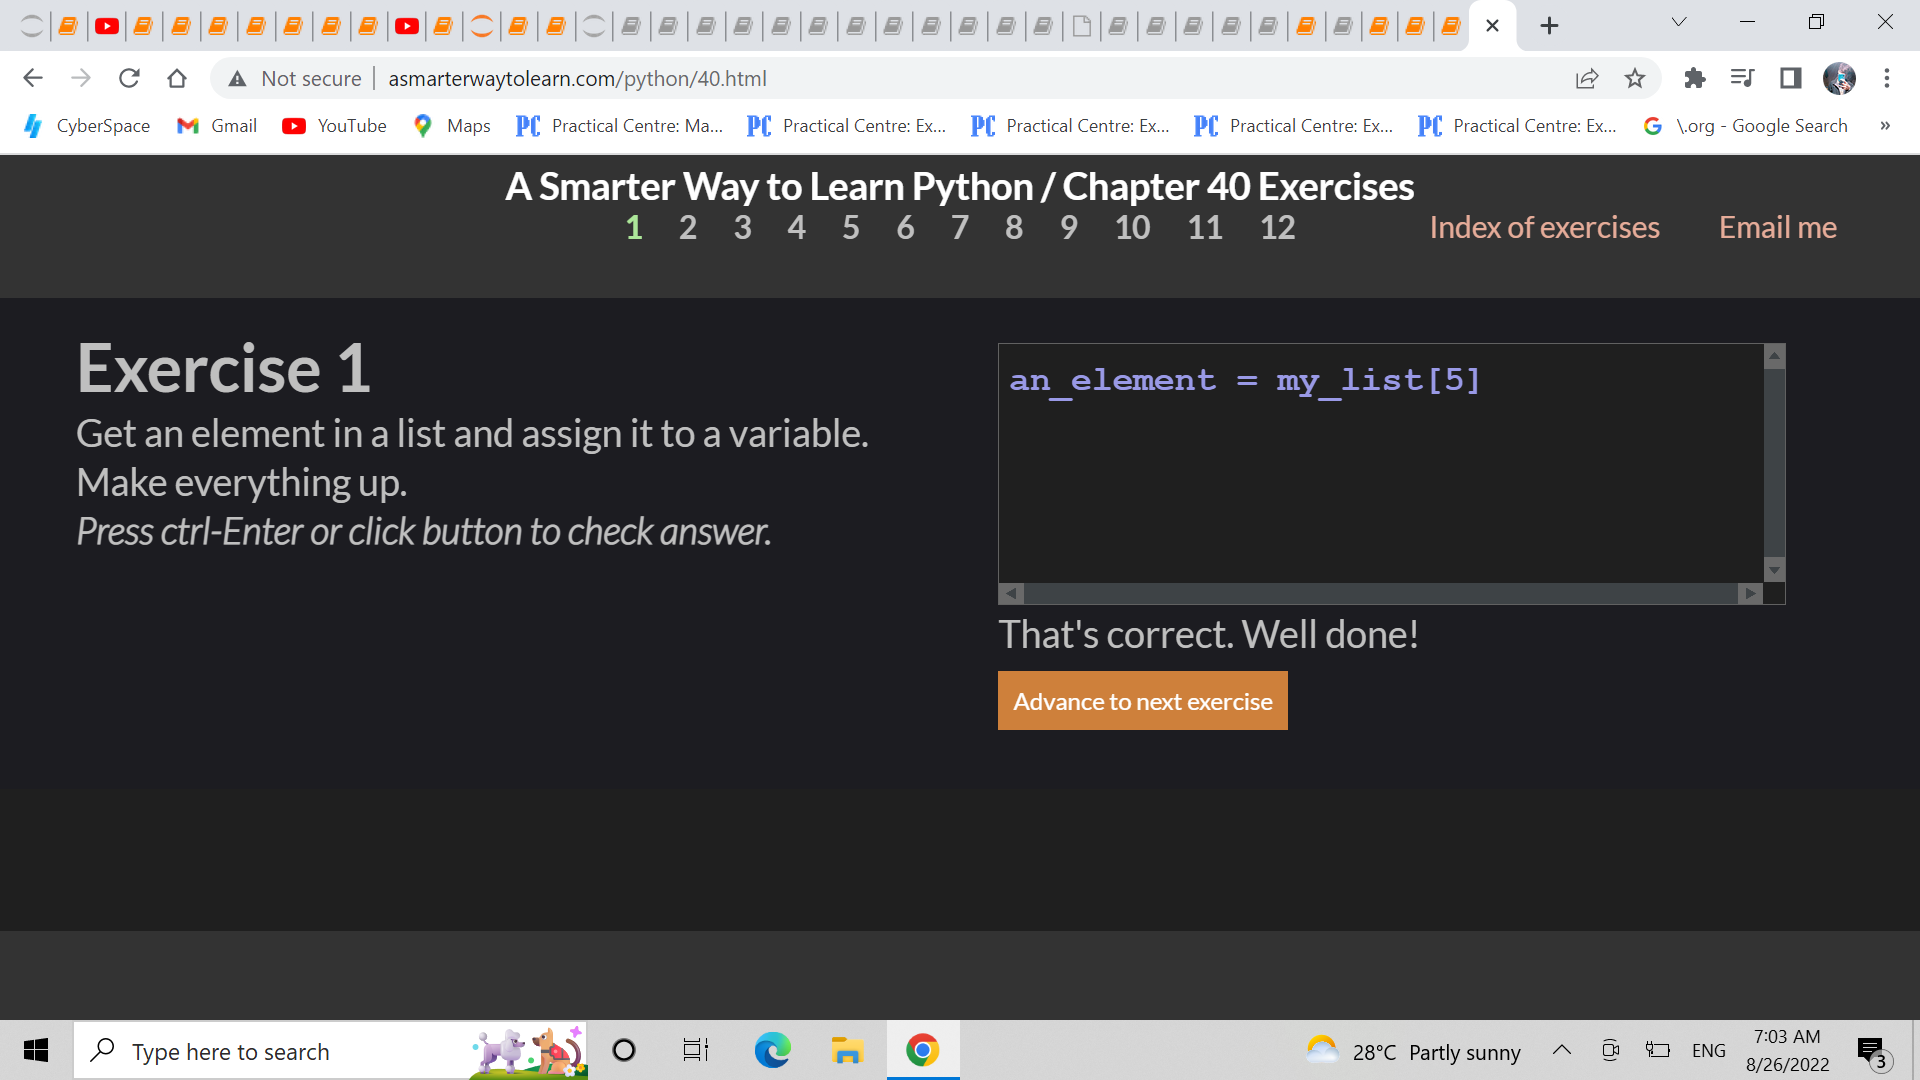 Not secure
asmarterwaytolearn.com/python/40.html
CyberSpace
Gmail
YouTube
Maps
PC Practical Centre: Ma...
PC Practical Centre: Ex...
PC Practical Centre: Ex...
PC Practical Centre: Ex...
PC Practical Centre: Ex...
G \.org - Google Search
»
A Smarter Way to Learn Python / Chapter 40 Exercises
1 2 3 4 5 6 7 8 9 10 11 12
Index of exercises
Email me
Exercise 1
Get an element in a list and assign it to a variable.
Make everything up.
Press ctrl-Enter or click button to check answer.
an_element = my_list[5]
That's correct. Well done!
Advance to next exercise
Type here to search
28°C Partly sunny
ENG
7:03 AM
8/26/2022
3